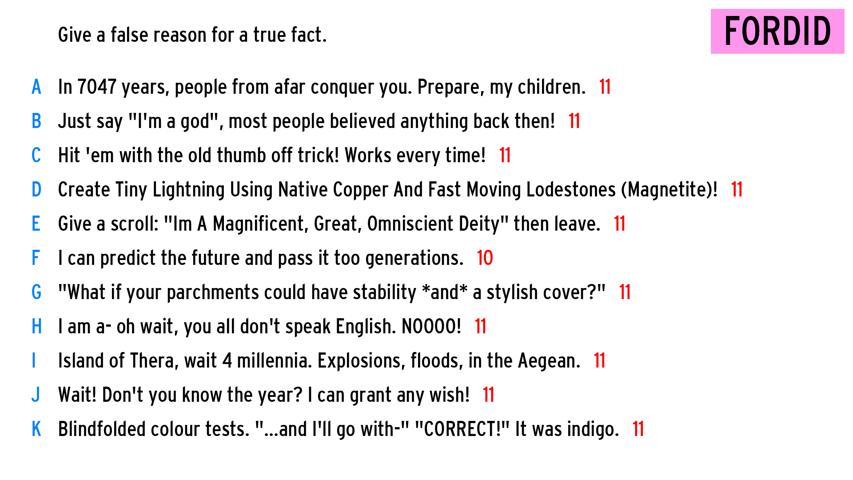 Give a false reason for a true fact.
FORDID
A In 7047 years, people from afar conquer you. Prepare, my children. 11
B Just say "I'm a god", most people believed anything back then! 11
C Hit 'em with the old thumb off trick! Works every time! 11
D Create Tiny Lightning Using Native Copper And Fast Moving Lodestones (Magnetite)! 11
E Give a scroll: "Im A Magnificent, Great, Omniscient Deity" then leave. 11
F I can predict the future and pass it too generations. 10
G "What if your parchments could have stability *and* a stylish cover?" 11
H I am a- oh wait, you all don't speak English. NOOOO! 11
I Island of Thera, wait 4 millennia. Explosions, floods, in the Aegean. 11
J Wait! Don't you know the year? I can grant any wish! 11
K Blindfolded colour tests. "...and I'll go with-" "CORRECT!" It was indigo. 11